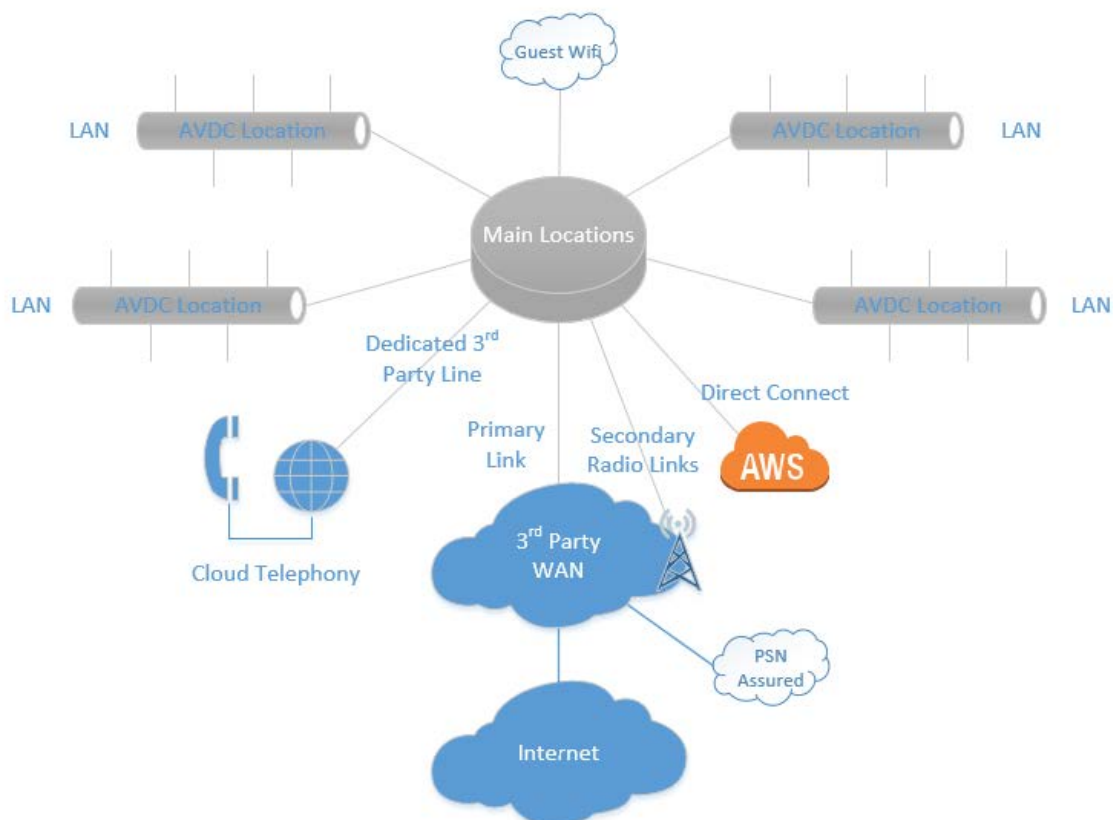 Guest Wifi
LAN
AVDC Location
AVDC Location
LAN
Main Locations
LAN
AVDC Location
AVDC Location
LAN
Dedicated 3rd
Party Line
Direct Connect
Primary
Link
Secondary
Radio Links
AWS
3rd Party
WAN
Cloud Telephony
PSN
Assured
Internet